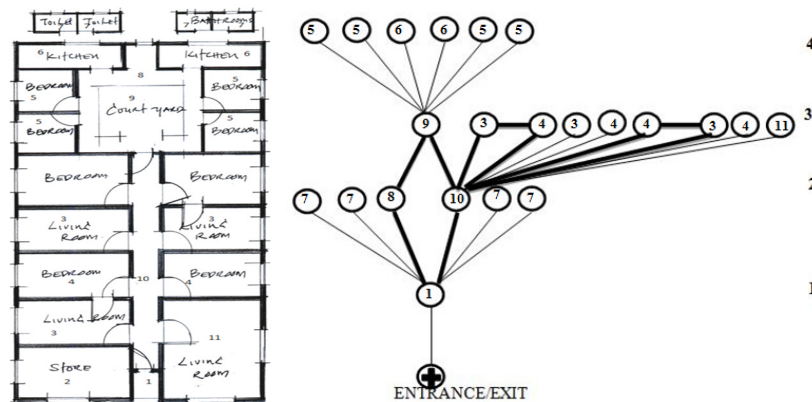 Toilet Toilet
7 BATHROOMS
6 KITCHEN
KITCHEN 6
8
5
BEDROOM
BEDROOM
5
9
COURT YARD
5
BEDROOM
5
BEDROOM
BEDROOM
BEDROOM
3
LIVING ROOM
3
LIVING ROOM
BEDROOM
4
10
BEDROOM
4
LIVING ROOM
3
11
LIVING ROOM
STORE
2
1
5 5 6 6 5 5
4
9 3 4 3 4 4 3 4 11
3
7 7 8 10 7 7
2
1
1
ENTRANCE/EXIT